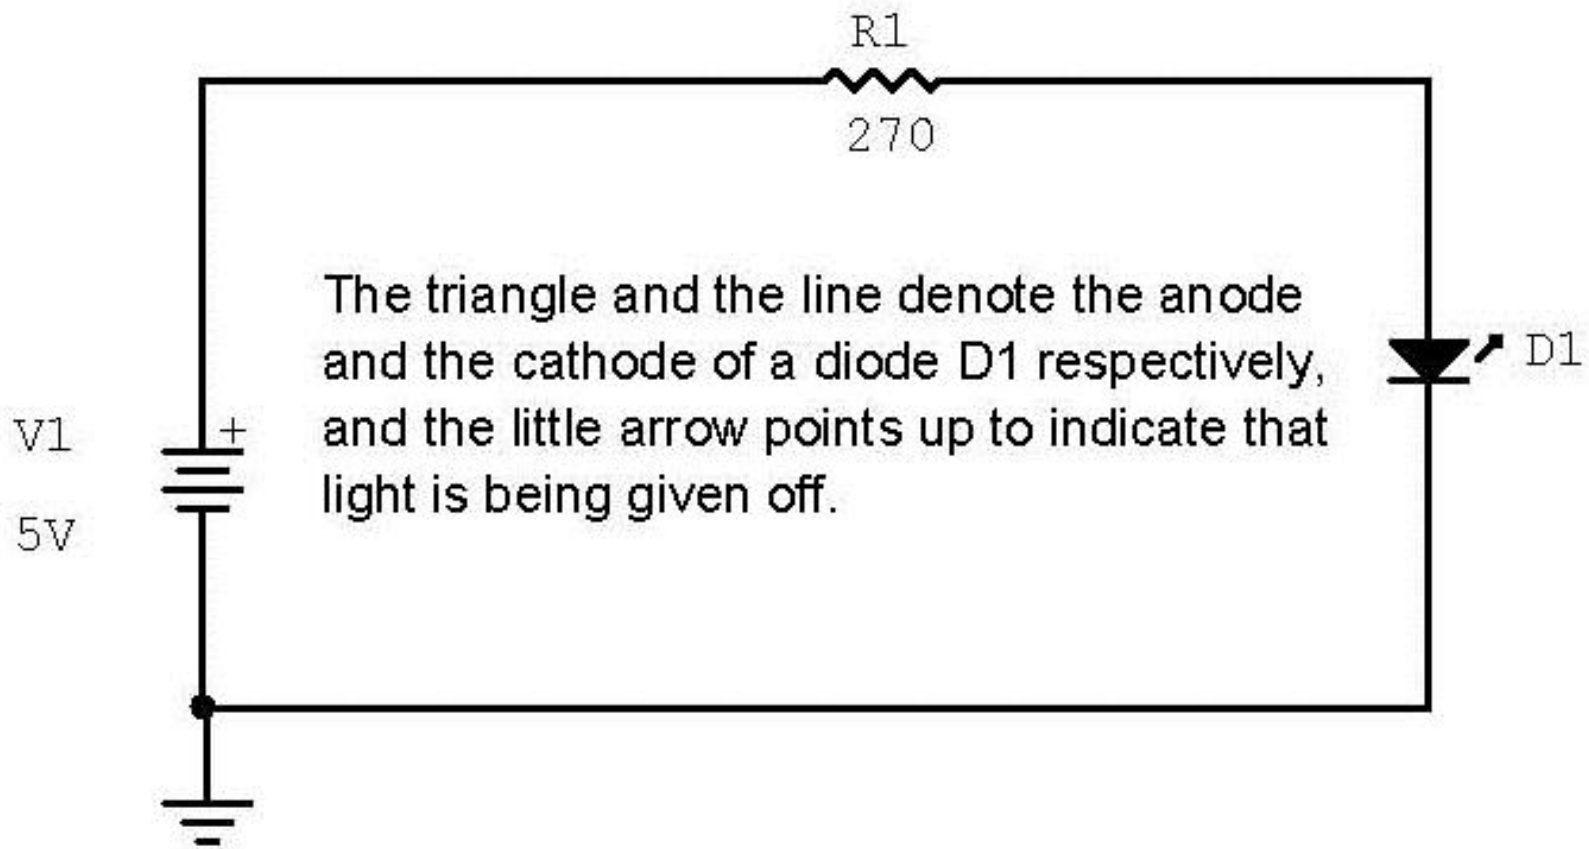 R1
270
The triangle and the line denote the anode
and the cathode of a diode D1 respectively,
and the little arrow points up to indicate that
light is being given off.
D1
V1
+
5V